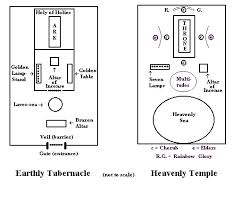 Holy of Holies
ARK
Golden
Lamp-
Stand
Altar
of
Incense
Golden
Table
Laver-sea
Brazen
Altar
Veil (barrier)
Gate (entrance)
Earthly Tabernacle
(not to scale)
R. G.
THRONE
Seven
Lamps
Altar
of
Incense
Multi-
tudes
Heavenly
Sea
c = Cherub e = Elders
R.G. = Rainbow Glory
Heavenly Temple